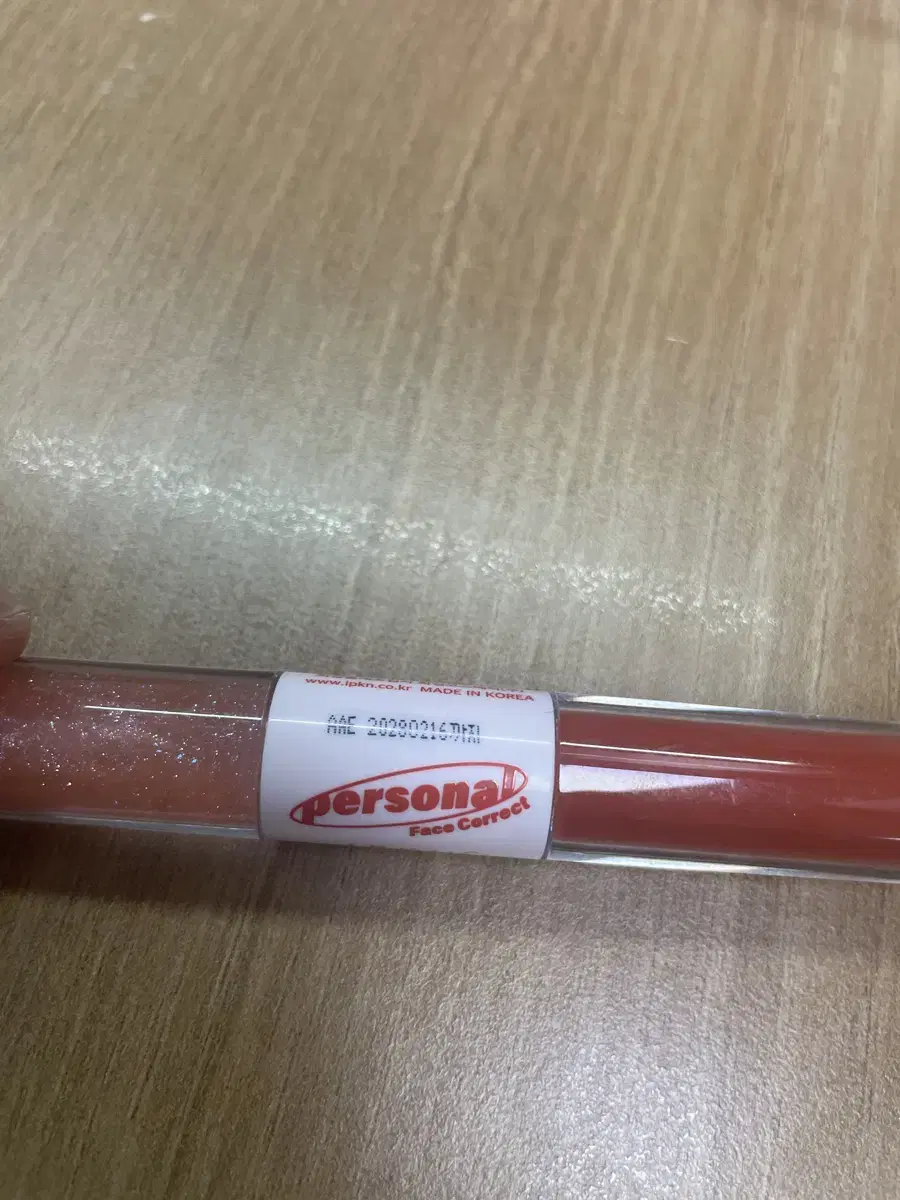 www.ipkn.co.kr MADE IN KOREA
AAE 20280216까지
personal
Face Correct